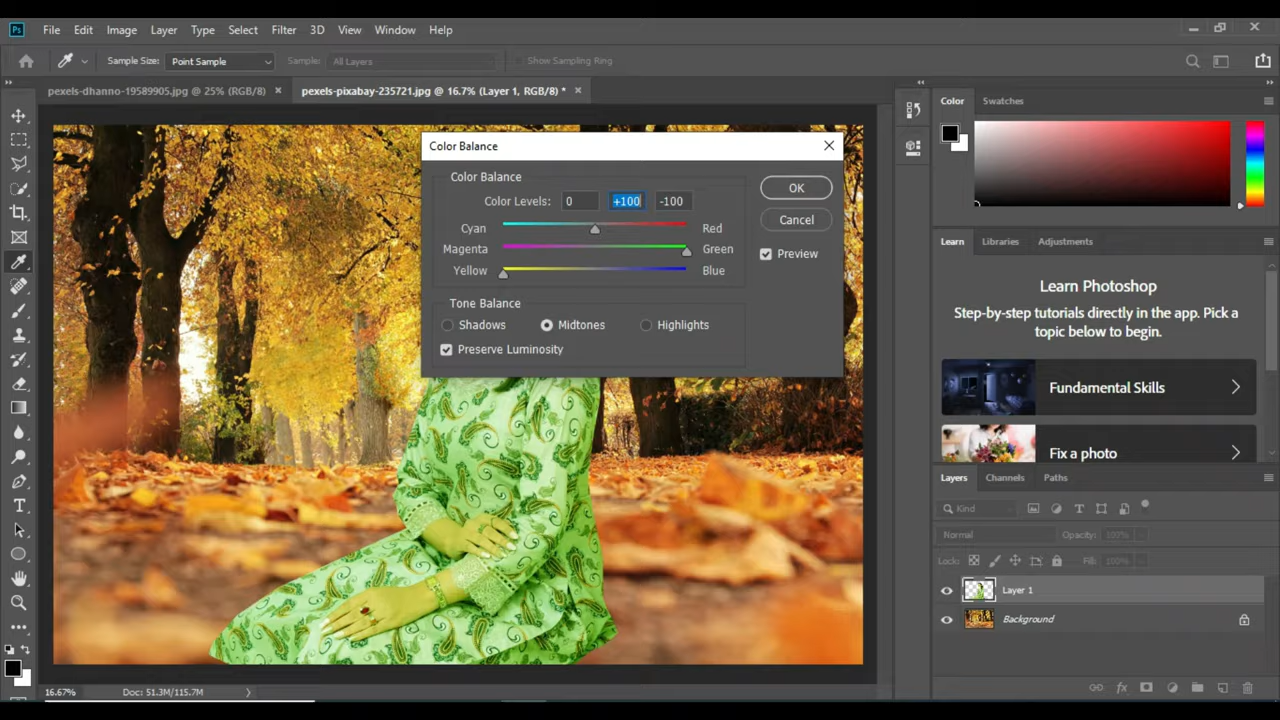 Ps File Edit Image Layer Type Select Filter 3D View Window Help
Sample Size: Point Sample Sample: All Layers Show Sampling Ring
pexels-dhanno-19589905.jpg @ 25% (RGB/8) × pexels-pixabay-235721.jpg @ 16.7% (Layer 1, RGB/8) * ×
Color Swatches
Color Balance
Color Balance
Color Levels: 0 +100 -100
Cyan Red
Magenta Green
Yellow Blue
OK
Cancel
Preview
Tone Balance
Shadows Midtones Highlights
Preserve Luminosity
Learn Libraries Adjustments
Learn Photoshop
Step-by-step tutorials directly in the app. Pick a
topic below to begin.
Fundamental Skills
Fix a photo
Layers Channels Paths
Kind
Normal Opacity: 100%
Lock: Fill: 100%
Layer 1
Background
fx
16.67% Doc: 51.3M/115.7M